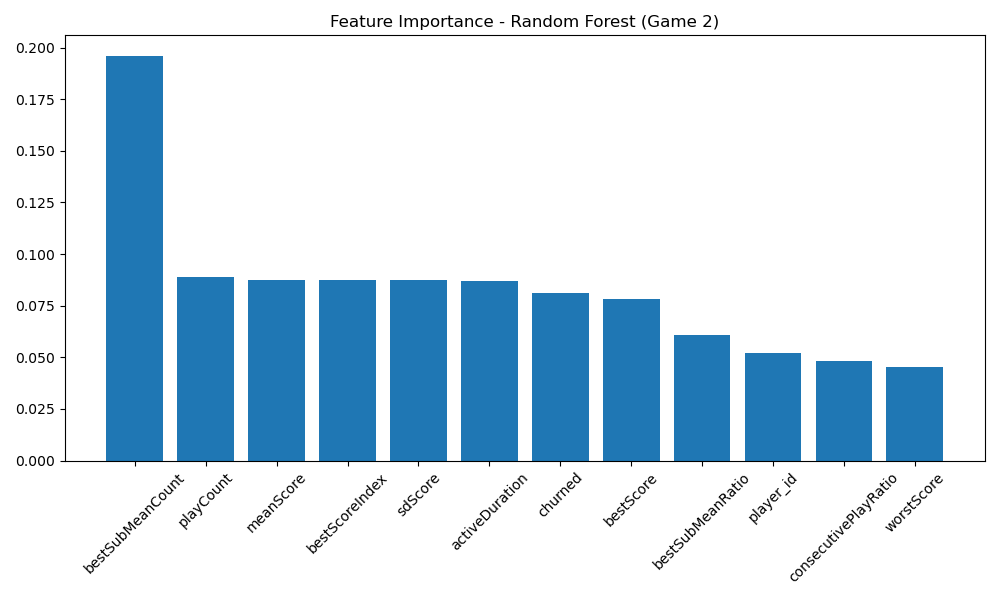 Feature Importance - Random Forest (Game 2)
0.200
0.175
0.150
0.125
0.100
0.075
0.050
0.025
0.000
bestSubMeanCount
playCount
meanScore
bestScoreIndex
sdScore
activeDuration
churned
bestScore
bestSubMeanRatio
player_id
consecutivePlayRatio
worstScore